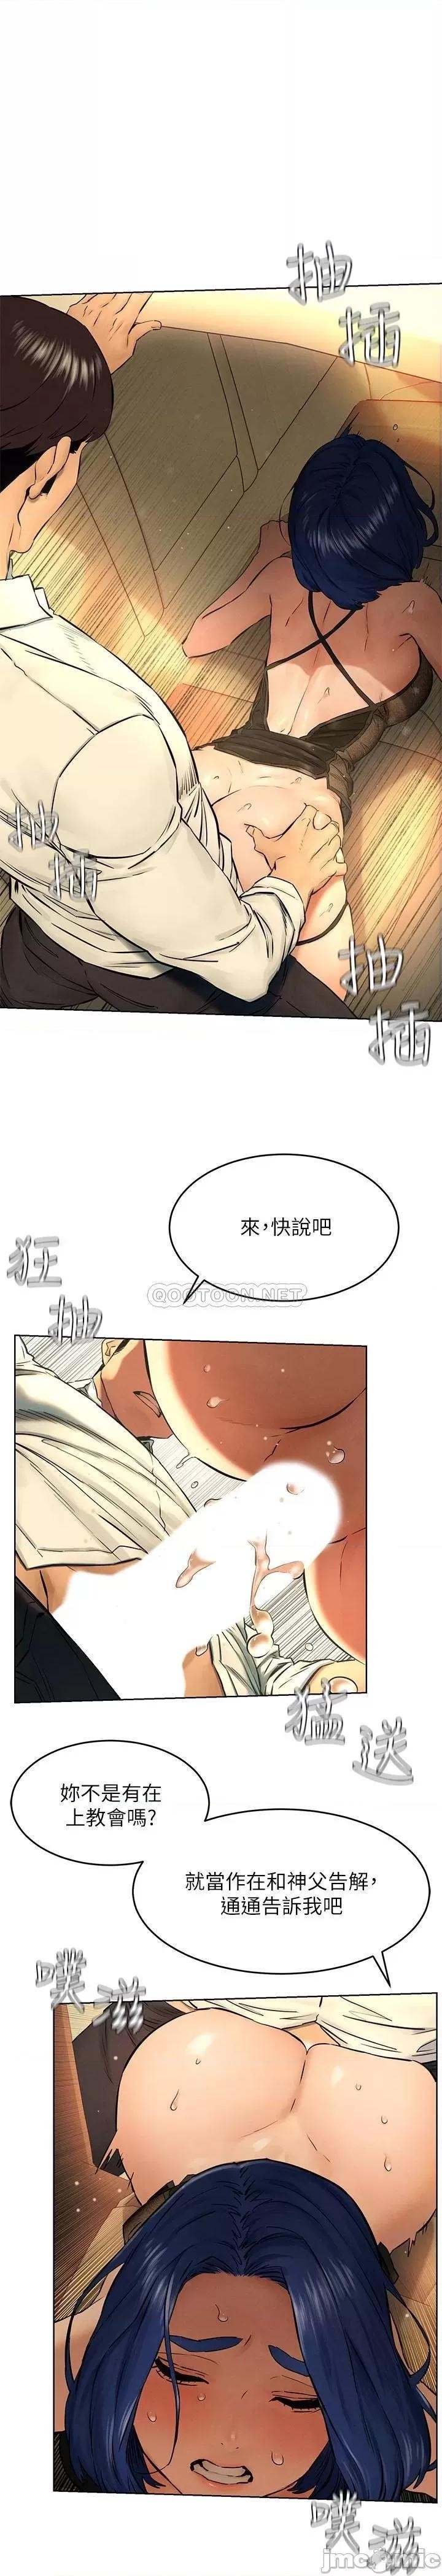 抽
插
抽
插
抽
插
來,快說吧
QOOTOON.NET
狂
抽
猛
送
妳不是有在
上教會嗎?
就當作在和神父告解,
通通告訴我吧
噗
滋
噗
滋